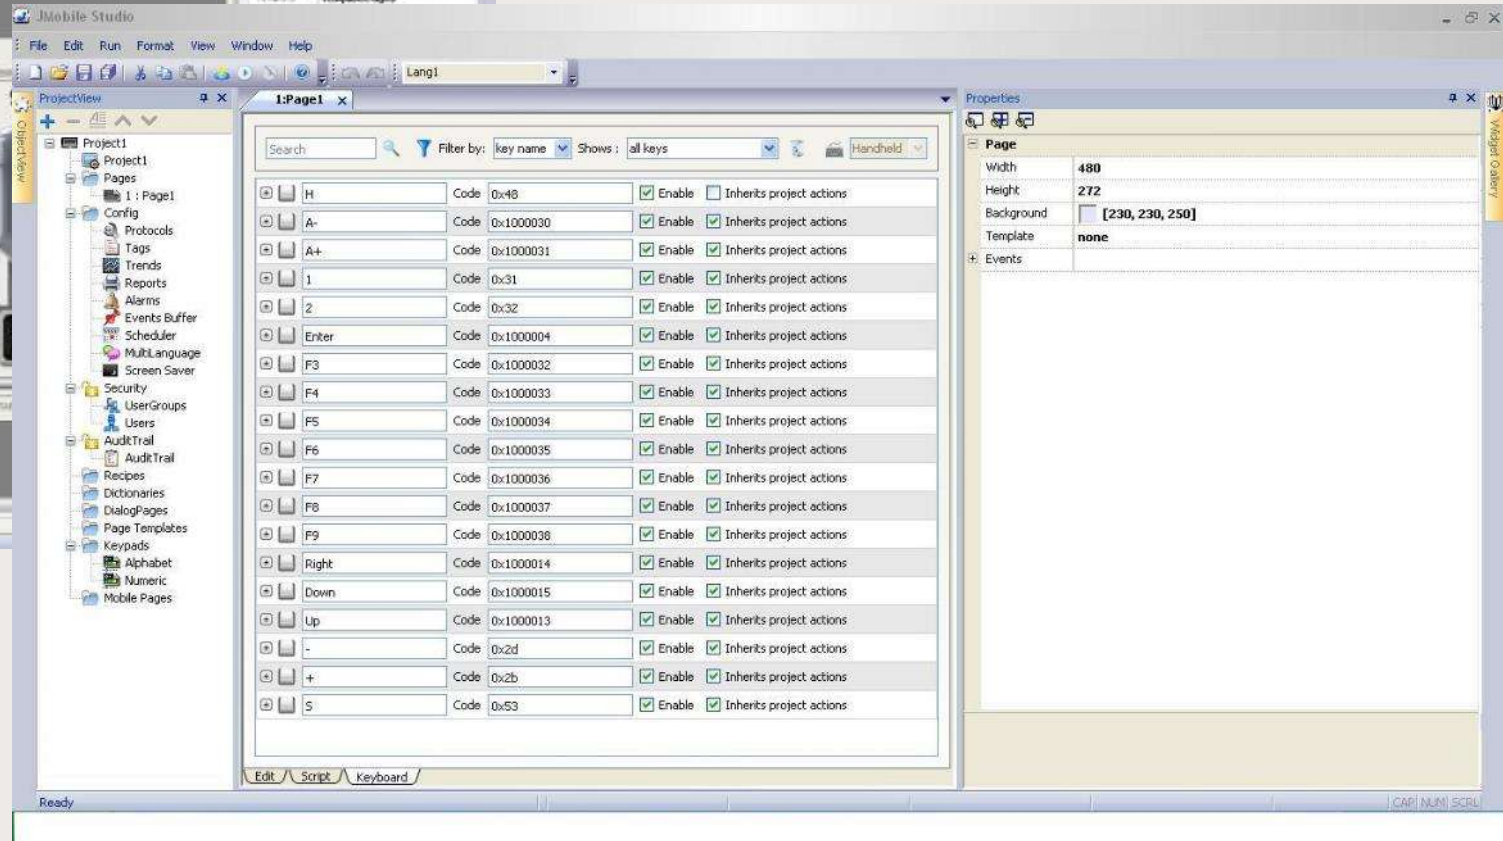 JMobile Studio
File Edit Run Format View Window Help
Lang1
ObjectView
ProjectView
Project1
Project1
Pages
1 : Page1
Config
Protocols
Tags
Trends
Reports
Alarms
Events Buffer
Scheduler
MultiLanguage
Screen Saver
Security
UserGroups
Users
AuditTrail
AuditTrail
Recipes
Dictionaries
DialogPages
Page Templates
Keypads
Alphabet
Numeric
Mobile Pages
1:Page1
Search Filter by: key name Shows : all keys Handheld
H Code 0x48 Enable Inherits project actions
A- Code 0x1000030 Enable Inherits project actions
A+ Code 0x1000031 Enable Inherits project actions
1 Code 0x31 Enable Inherits project actions
2 Code 0x32 Enable Inherits project actions
Enter Code 0x1000004 Enable Inherits project actions
F3 Code 0x1000032 Enable Inherits project actions
F4 Code 0x1000033 Enable Inherits project actions
F5 Code 0x1000034 Enable Inherits project actions
F6 Code 0x1000035 Enable Inherits project actions
F7 Code 0x1000036 Enable Inherits project actions
F8 Code 0x1000037 Enable Inherits project actions
F9 Code 0x1000038 Enable Inherits project actions
Right Code 0x1000014 Enable Inherits project actions
Down Code 0x1000015 Enable Inherits project actions
Up Code 0x1000013 Enable Inherits project actions
- Code 0x2d Enable Inherits project actions
+ Code 0x2b Enable Inherits project actions
S Code 0x53 Enable Inherits project actions
Edit Script Keyboard
Properties
Page
Width 480
Height 272
Background [230, 230, 250]
Template none
Events
Widget Gallery
Ready
CAP NUM SCRL